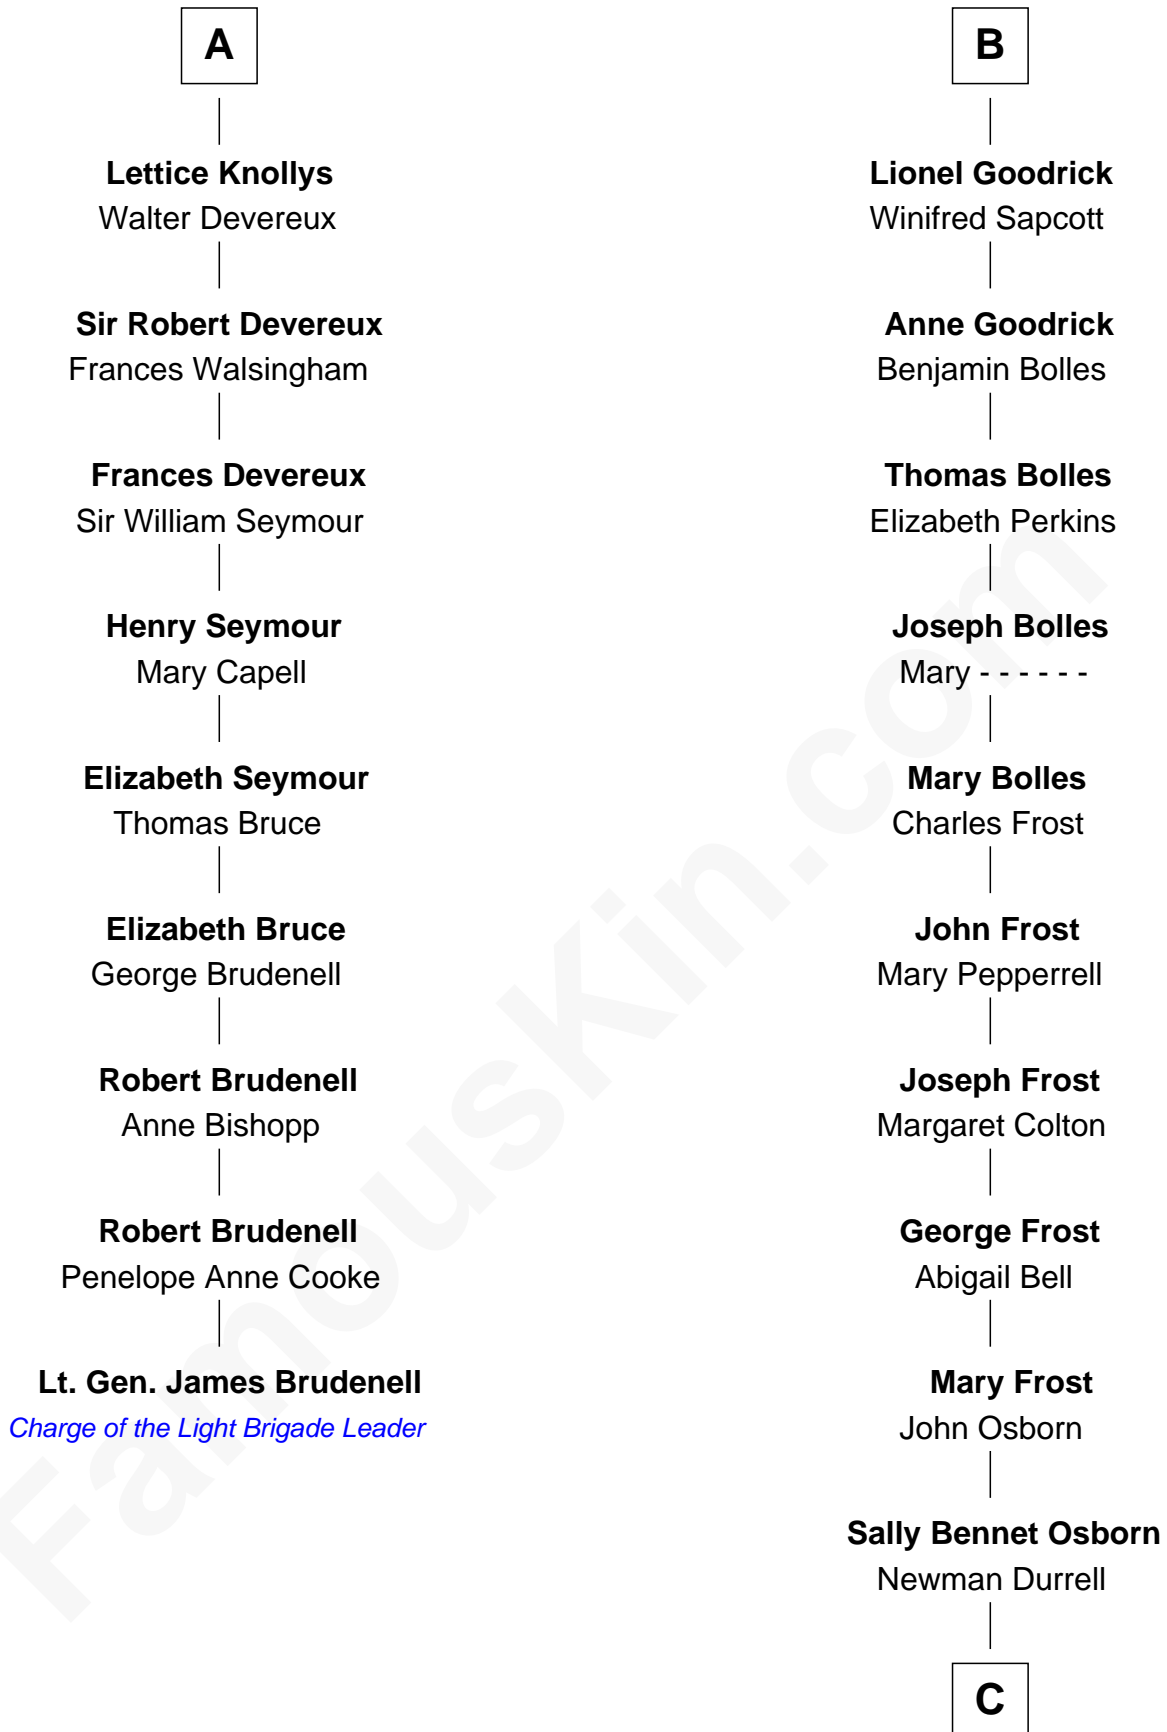 A
Lettice Knollys
Walter Devereux
Sir Robert Devereux
Frances Walsingham
Frances Devereux
Sir William Seymour
Henry Seymour
Mary Capell
Elizabeth Seymour
Thomas Bruce
Elizabeth Bruce
George Brudenell
Robert Brudenell
Anne Bishopp
Robert Brudenell
Penelope Anne Cooke
Lt. Gen. James Brudenell
Charge of the Light Brigade Leader
B
Lionel Goodrick
Winifred Sapcott
Anne Goodrick
Benjamin Bolles
Thomas Bolles
Elizabeth Perkins
Joseph Bolles
Mary - - - - - -
Mary Bolles
Charles Frost
John Frost
Mary Pepperrell
Joseph Frost
Margaret Colton
George Frost
Abigail Bell
Mary Frost
John Osborn
Sally Bennet Osborn
Newman Durrell
C
FamousKin.com